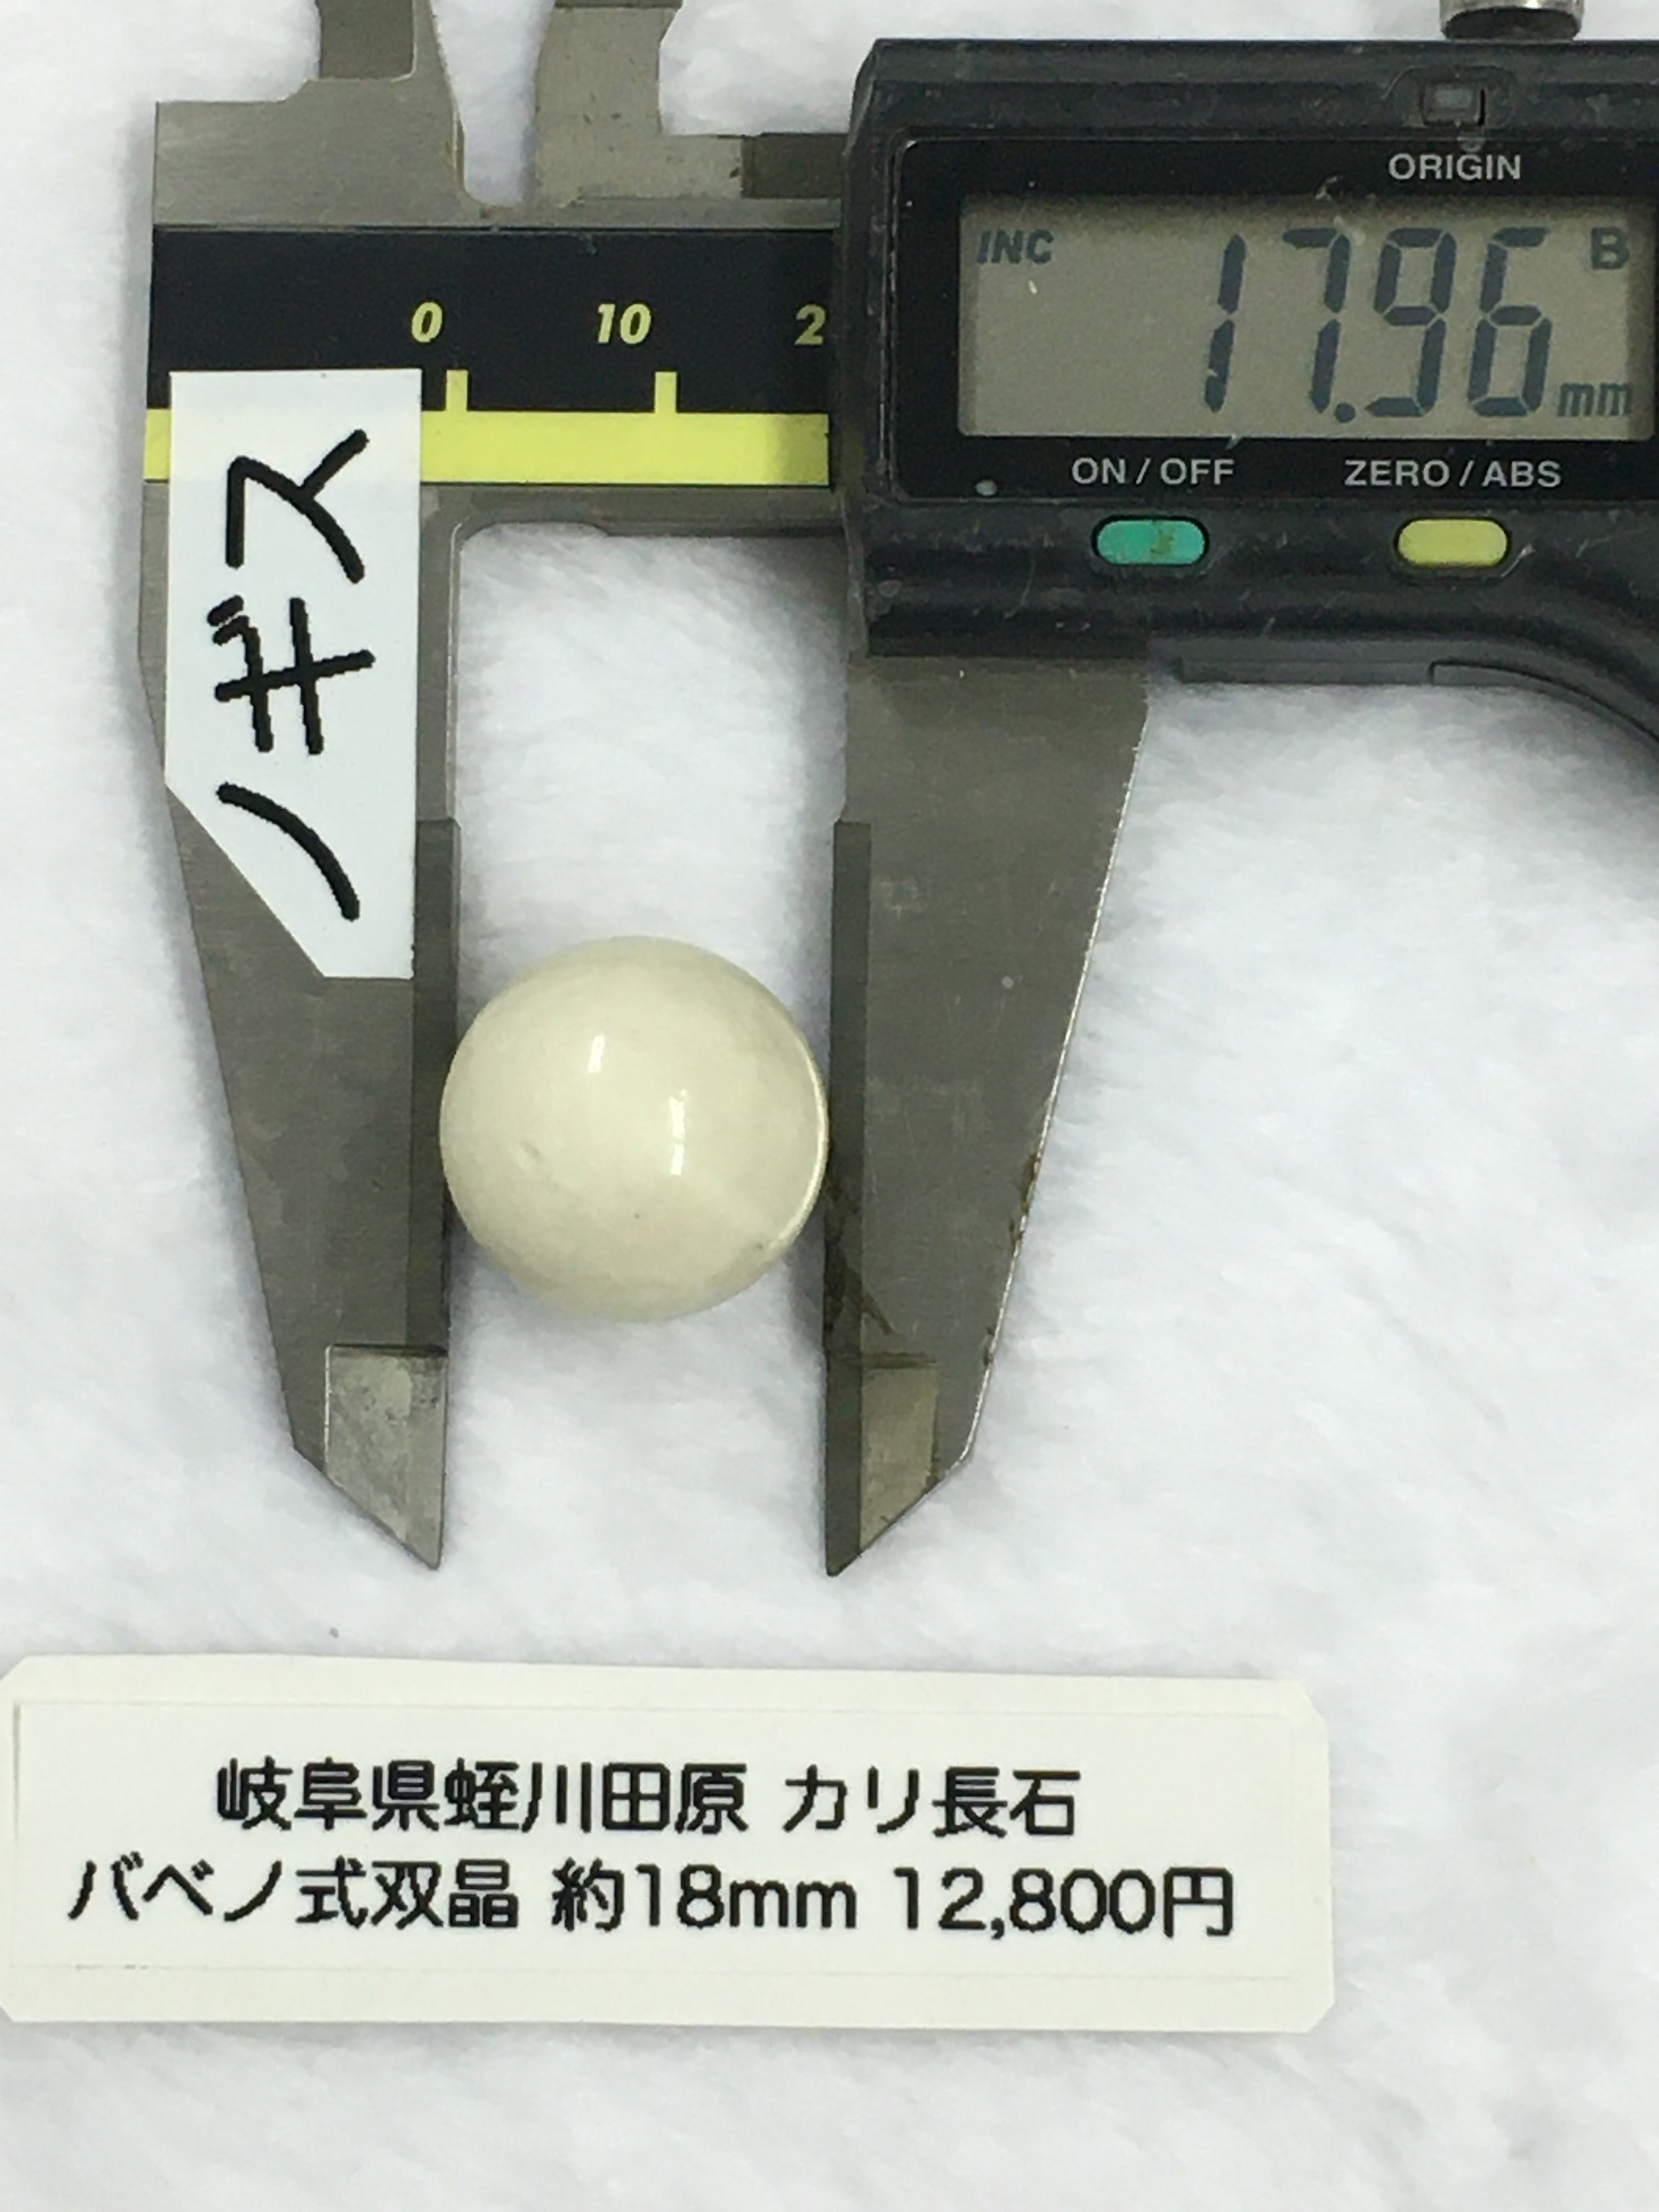 ORIGIN
INC 17.96 B
mm
ON / OFF ZERO / ABS
0 10 2
ノギス
岐阜県蛭川田原 カリ長石
バベノ式双晶 約18mm 12,800円